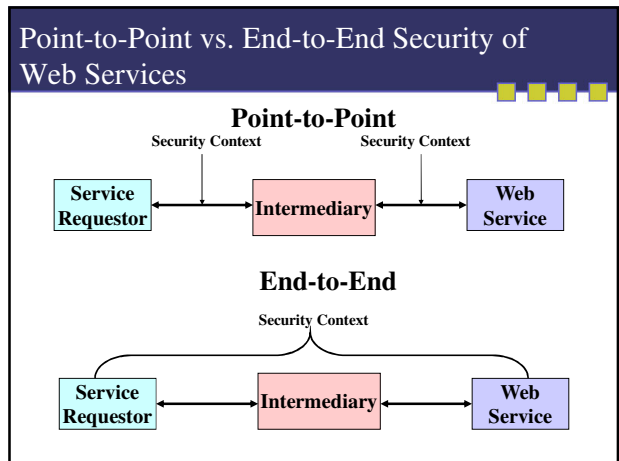 Point-to-Point vs. End-to-End Security of
Web Services
Point-to-Point
Security Context
Security Context
Service
Requestor
Intermediary
Web
Service
End-to-End
Security Context
Service
Requestor
Intermediary
Web
Service